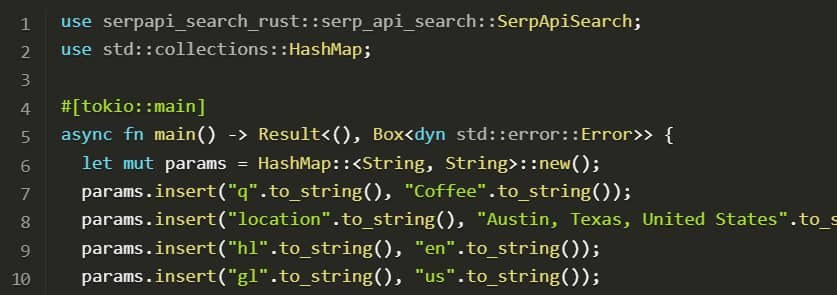 1 use serpapi_search_rust::serp_api_search::SerpApiSearch;
2 use std::collections::HashMap;
3
4 #[tokio::main]
5 async fn main() -> Result<(), Box<dyn std::error::Error>> {
6 let mut params = HashMap::<String, String>::new();
7 params.insert("q".to_string(), "Coffee".to_string());
8 params.insert("location".to_string(), "Austin, Texas, United States".to_s
9 params.insert("hl".to_string(), "en".to_string());
10 params.insert("gl".to_string(), "us".to_string());